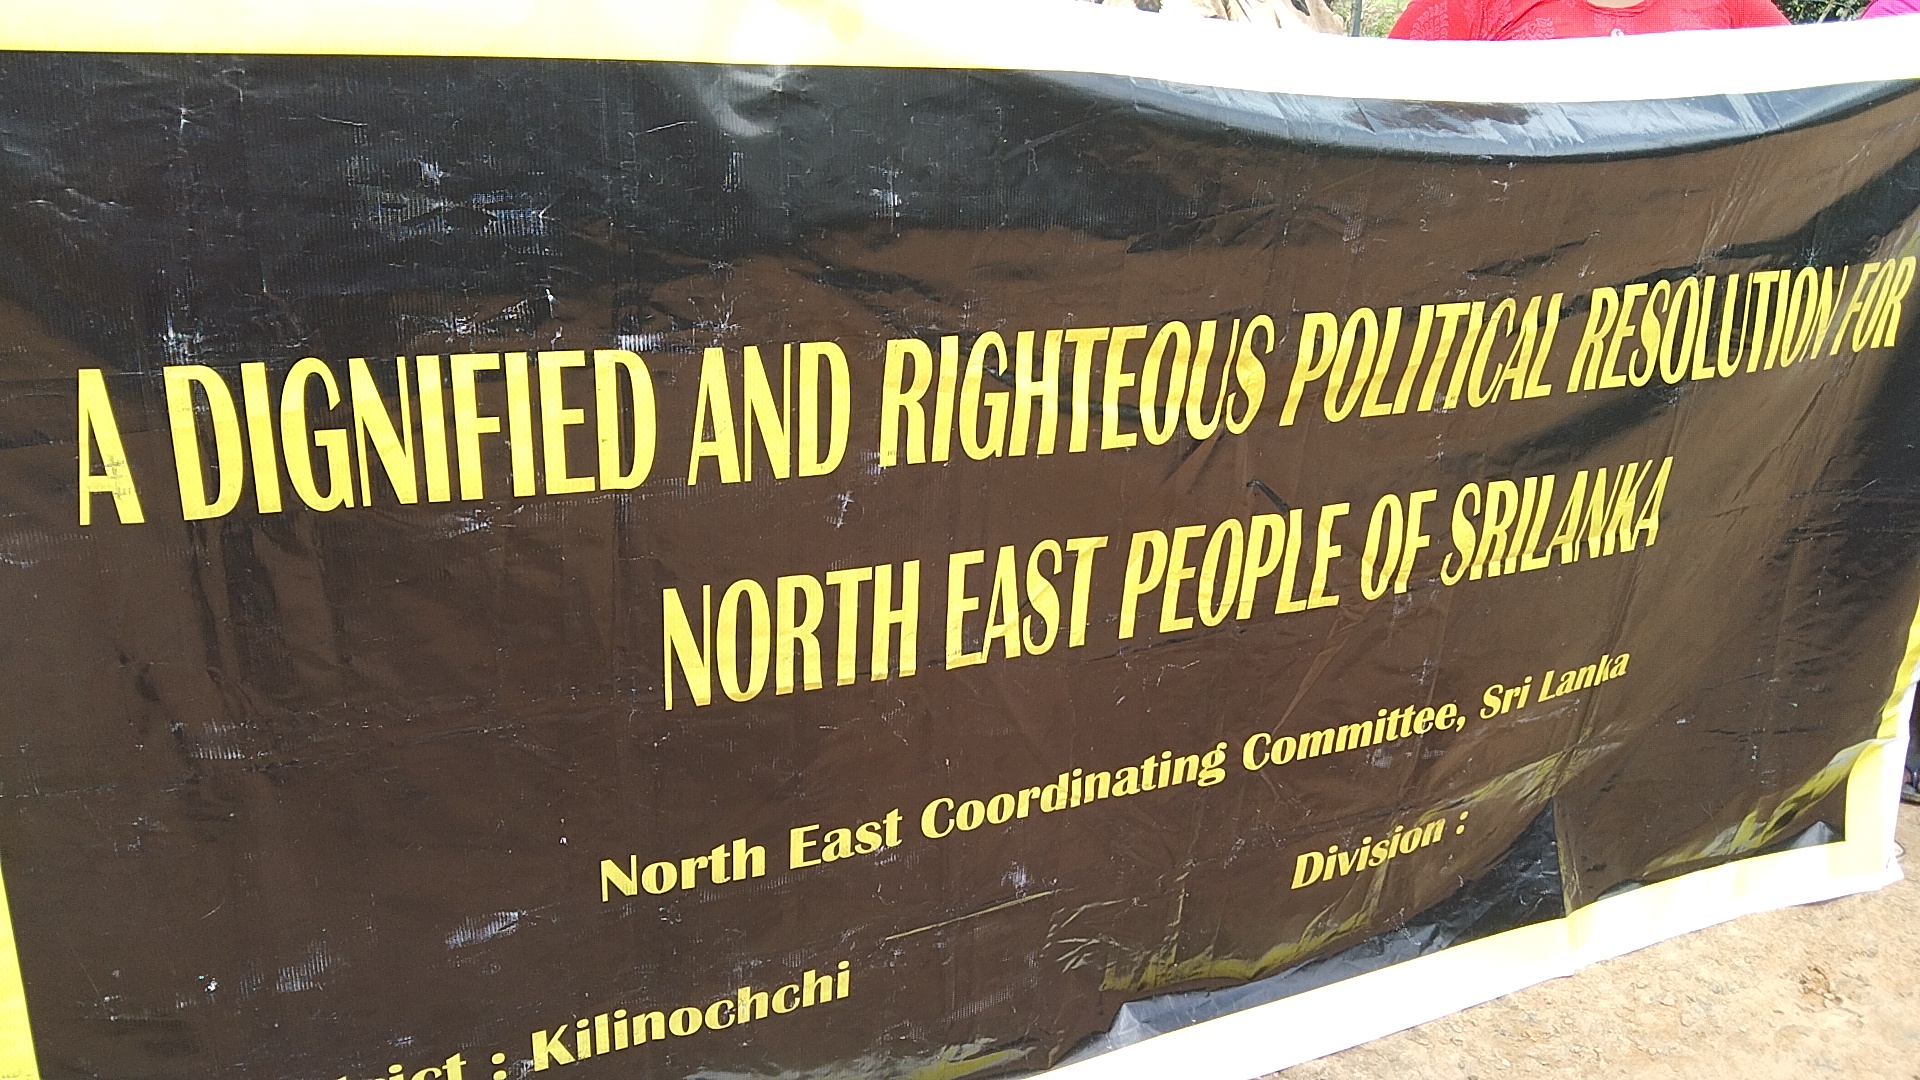 A DIGNIFIED AND RIGHTEOUS POLITICAL RESOLUTION FOR
NORTH EAST PEOPLE OF SRILANKA
North East Coordinating Committee, Sri Lanka
Division :
: Kilinochchi